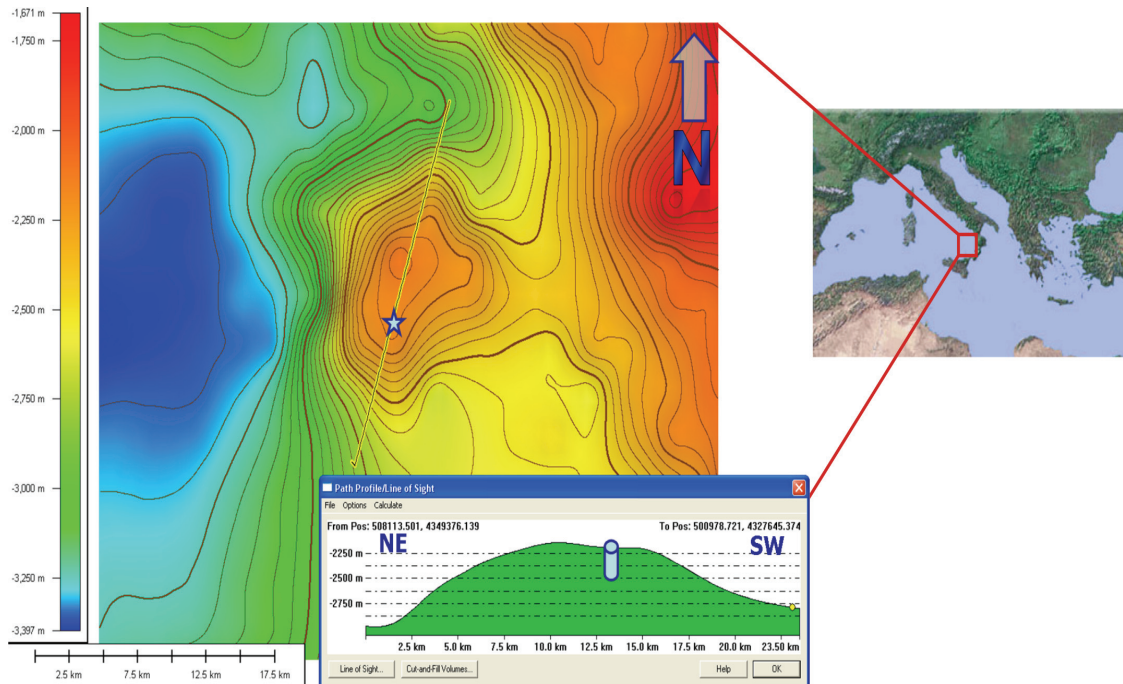 -1,671 m
-1,750 m
-2,000 m
-2,250 m
-2,500 m
-2,750 m
-3,000 m
-3,250 m
-3,397 m
2.5 km 7.5 km 12.5 km 17.5 km
N
Path Profile/Line of Sight
File Options Calculate
From Pos: 508113.501, 4349376.139 To Pos: 500978.721, 4327645.374
NE SW
-2250 m
-2500 m
-2750 m
2.5 km 5.0 km 7.5 km 10.0 km 12.5 km 15.0 km 17.5 km 20.0 km 23.50 km
Line of Sight... Cut-and-Fill Volumes... Help OK